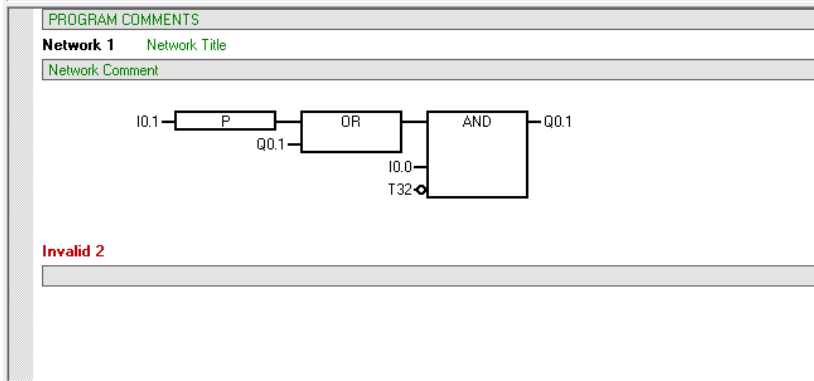 PROGRAM COMMENTS
Network 1 Network Title
Network Comment
I0.1 P OR AND Q0.1
Q0.1
I0.0
T32
Invalid 2